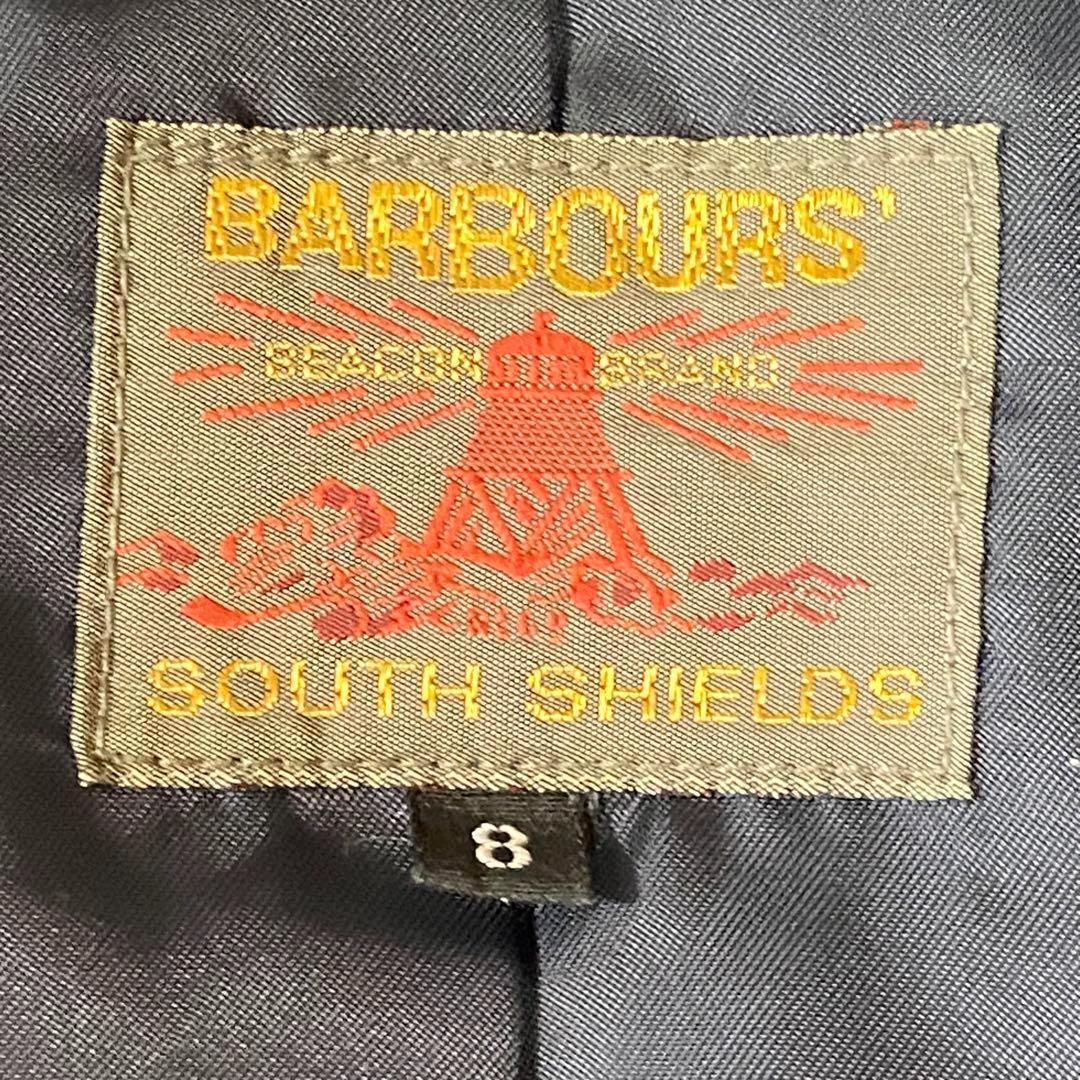 BARBOURS'
BEACON BRAND
SOUTH SHIELDS
8